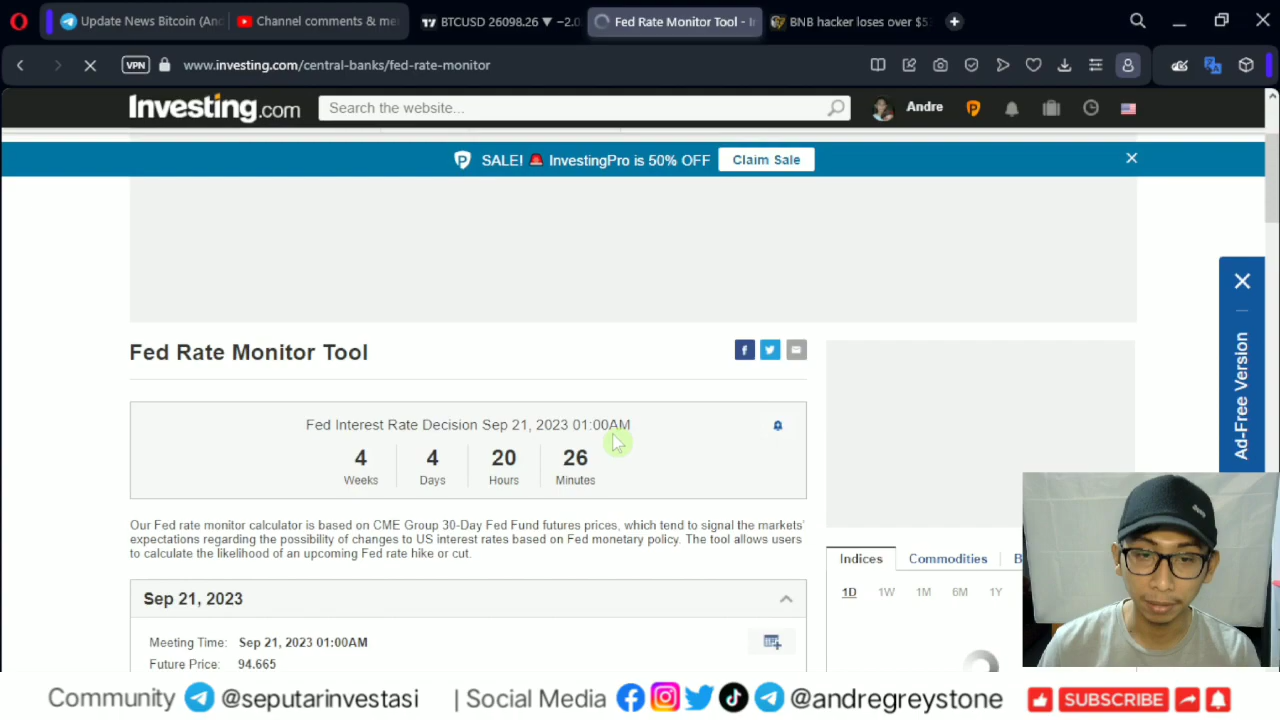 Update News Bitcoin (And
Channel comments & me
BTCUSD 26098.26 ▼ −2.0
Fed Rate Monitor Tool - I
BNB hacker loses over $5
VPN
www.investing.com/central-banks/fed-rate-monitor
Investing.com
Search the website...
Andre
SALE! 🚨 InvestingPro is 50% OFF
Claim Sale
Ad-Free Version
Fed Rate Monitor Tool
Fed Interest Rate Decision Sep 21, 2023 01:00AM
4 4 20 26
Weeks Days Hours Minutes
Our Fed rate monitor calculator is based on CME Group 30-Day Fed Fund futures prices, which tend to signal the markets'
expectations regarding the possibility of changes to US interest rates based on Fed monetary policy. The tool allows users
to calculate the likelihood of an upcoming Fed rate hike or cut.
Indices Commodities B
1D 1W 1M 6M 1Y
Sep 21, 2023
Meeting Time: Sep 21, 2023 01:00AM
Future Price: 94.665
Community @seputarinvestasi | Social Media @andregreystone SUBSCRIBE